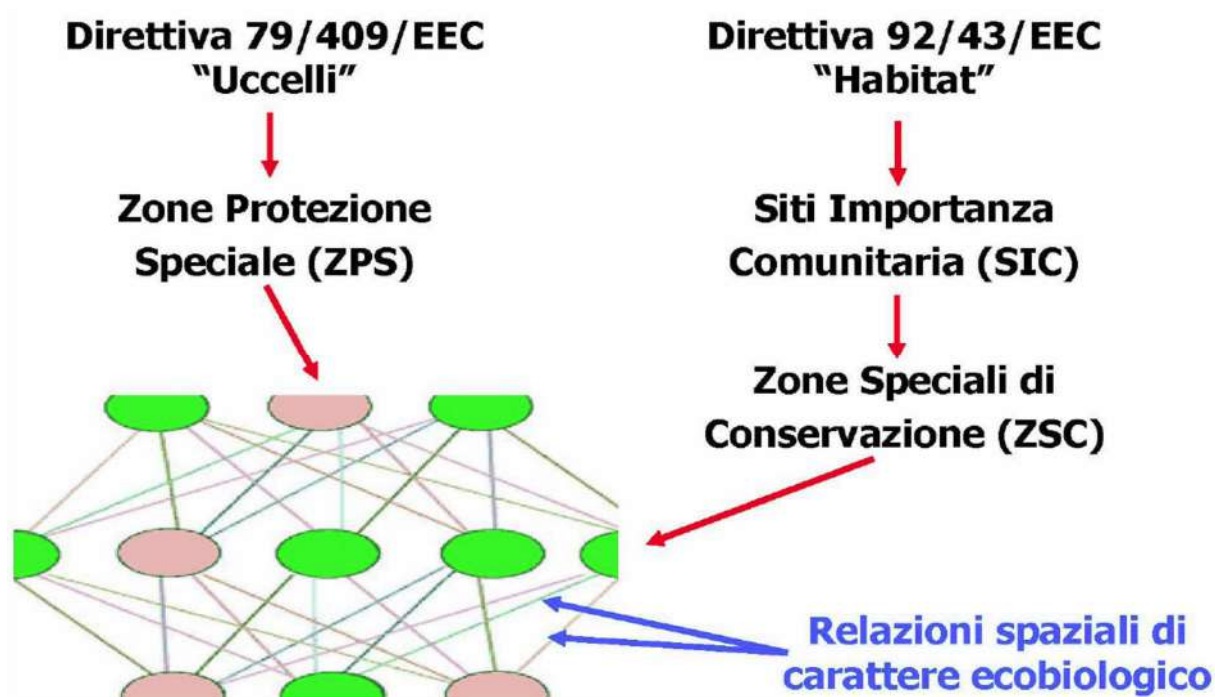 Direttiva 79/409/EEC
“Uccelli”
Zone Protezione
Speciale (ZPS)
Direttiva 92/43/EEC
“Habitat”
Siti Importanza
Comunitaria (SIC)
Zone Speciali di
Conservazione (ZSC)
Relazioni spaziali di
carattere ecobiologico